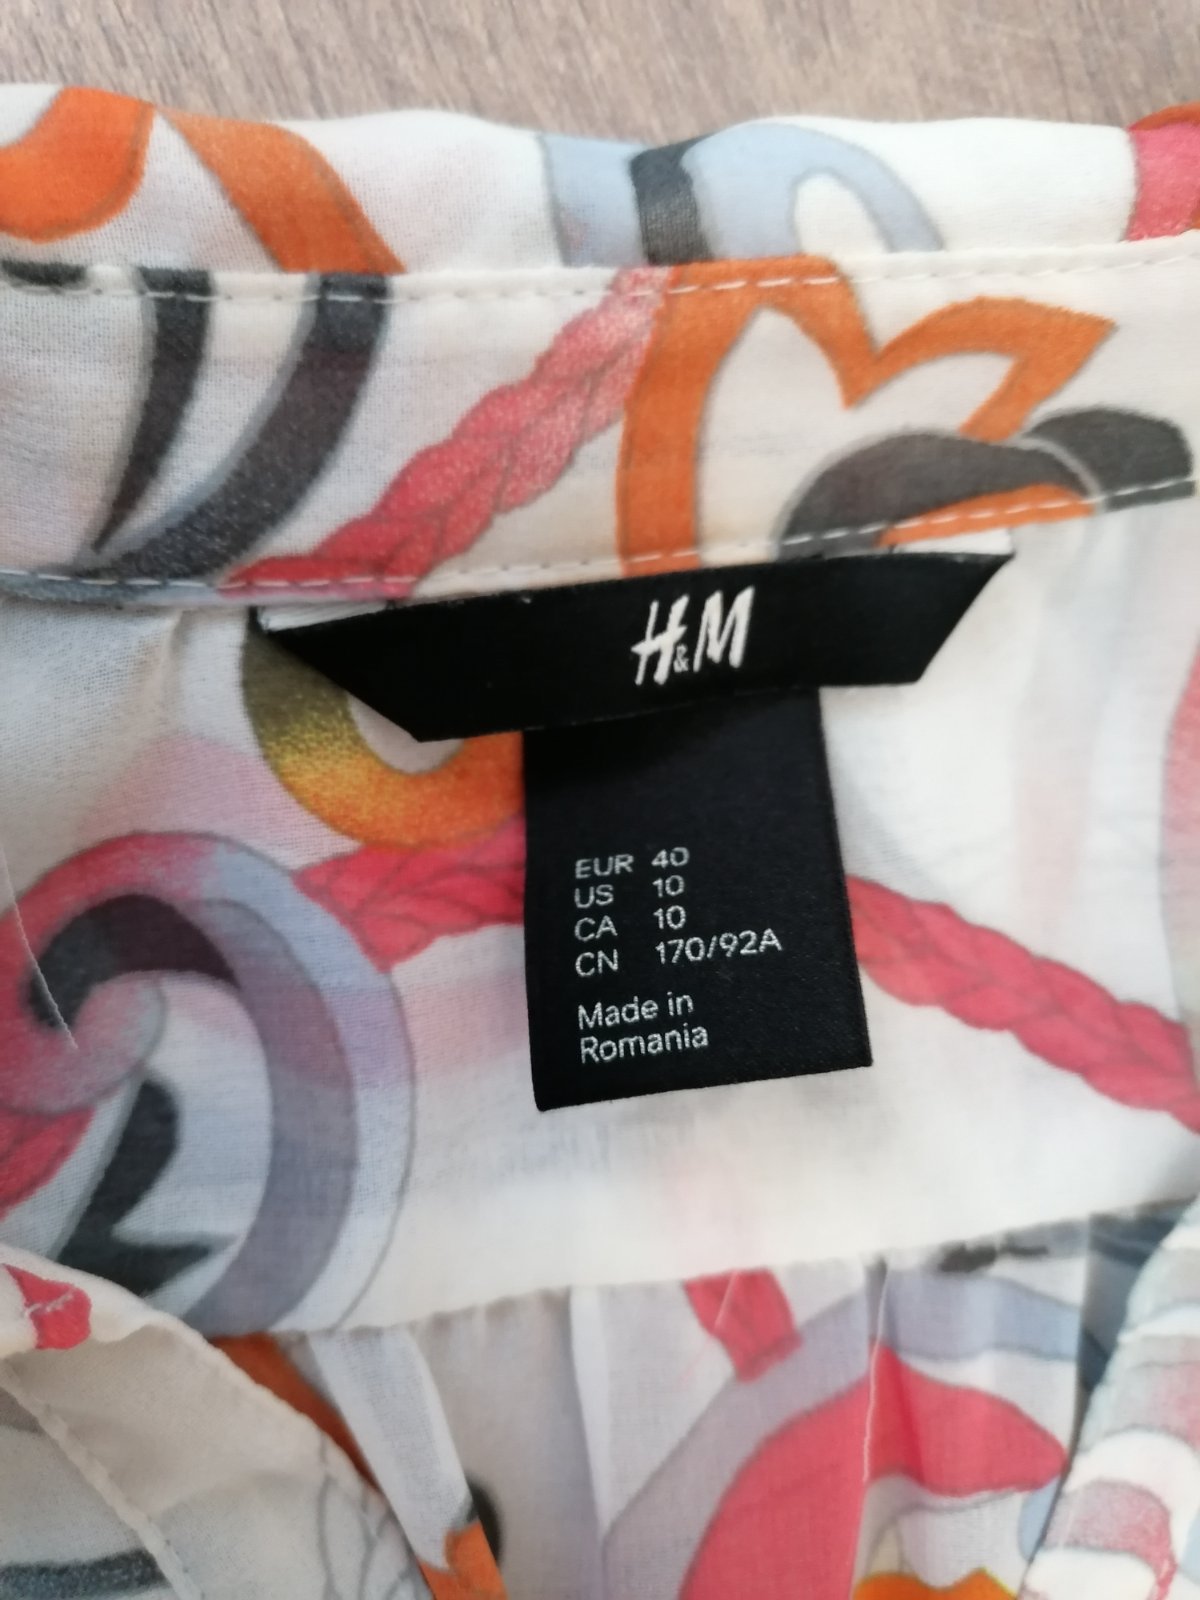 H&M
EUR 40
US 10
CA 10
CN 170/92A
Made in
Romania